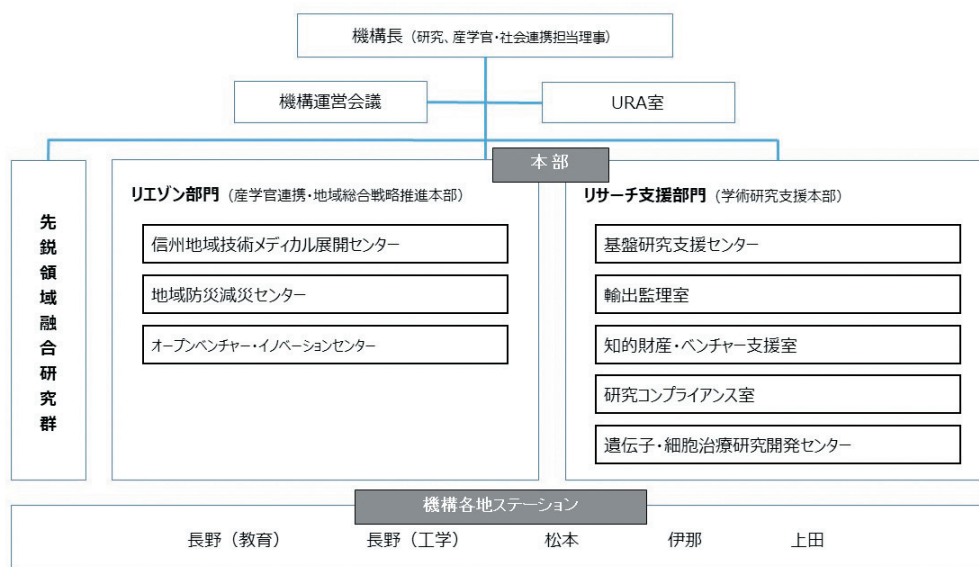 機構長（研究、産学官・社会連携担当理事）
機構運営会議
URA室
本部
先鋭領域融合研究群
リエゾン部門（産学官連携・地域総合戦略推進本部）
信州地域技術メディカル展開センター
地域防災減災センター
オープンベンチャー・イノベーションセンター
リサーチ支援部門（学術研究支援本部）
基盤研究支援センター
輸出監理室
知的財産・ベンチャー支援室
研究コンプライアンス室
遺伝子・細胞治療研究開発センター
機構各地ステーション
長野（教育）
長野（工学）
松本
伊那
上田